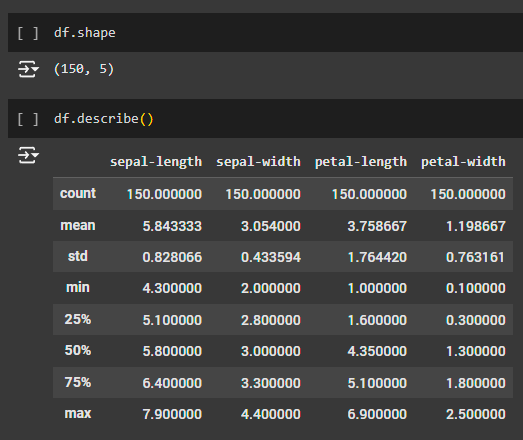 [ ] df.shape
(150, 5)
[ ] df.describe()
sepal-length sepal-width petal-length petal-width
count 150.000000 150.000000 150.000000 150.000000
mean 5.843333 3.054000 3.758667 1.198667
std 0.828066 0.433594 1.764420 0.763161
min 4.300000 2.000000 1.000000 0.100000
25% 5.100000 2.800000 1.600000 0.300000
50% 5.800000 3.000000 4.350000 1.300000
75% 6.400000 3.300000 5.100000 1.800000
max 7.900000 4.400000 6.900000 2.500000